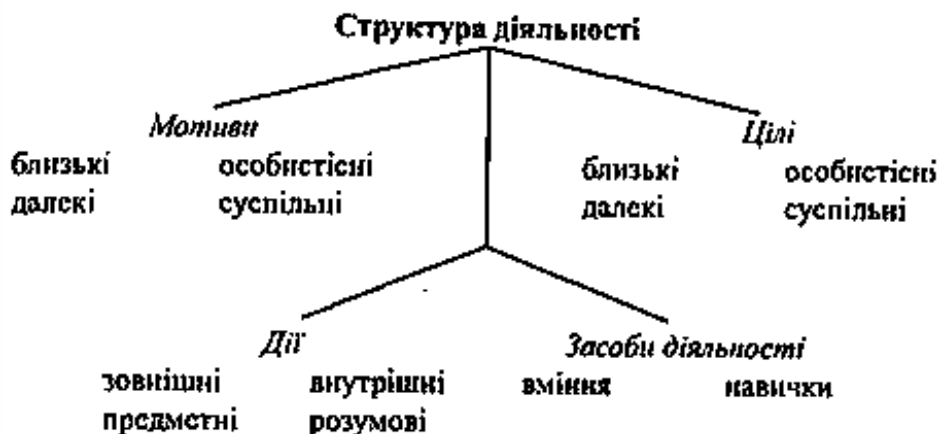 Структура діяльності
Мотиви
близькі особистісні
далекі суспільні
Цілі
близькі особистісні
далекі суспільні
Дії
зовнішні внутрішні
предметні розумові
Засоби діяльності
вміння навички